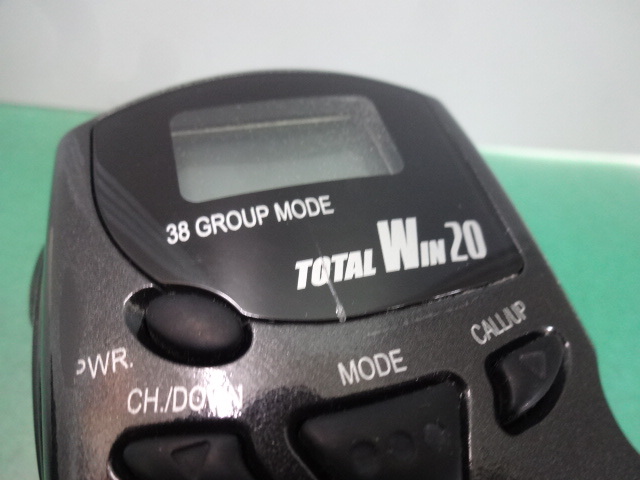 38 GROUP MODE
TOTAL WIN 20
PWR.
CALL/UP
MODE
CH./DOWN